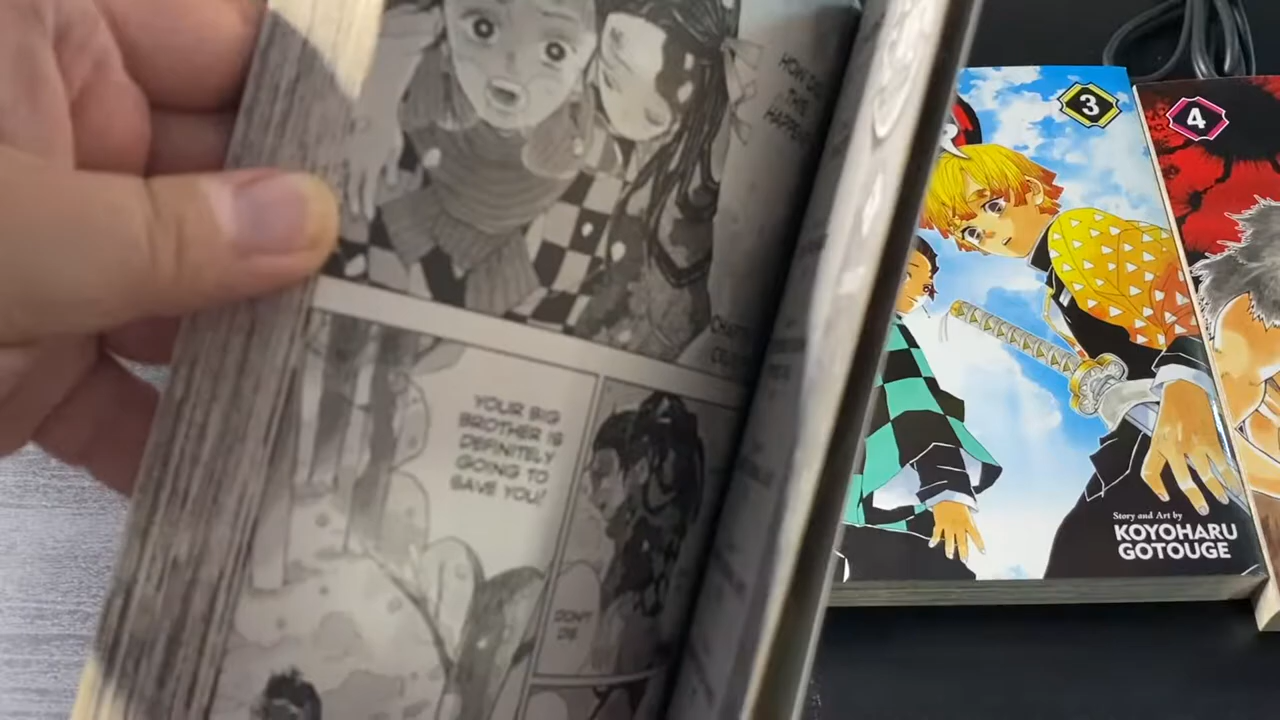 YOUR BIG
BROTHER IS
DEFINITELY
GOING TO
SAVE YOU!
DON'T
DIE
3
4
Story and Art by
KOYOHARU
GOTOUGE